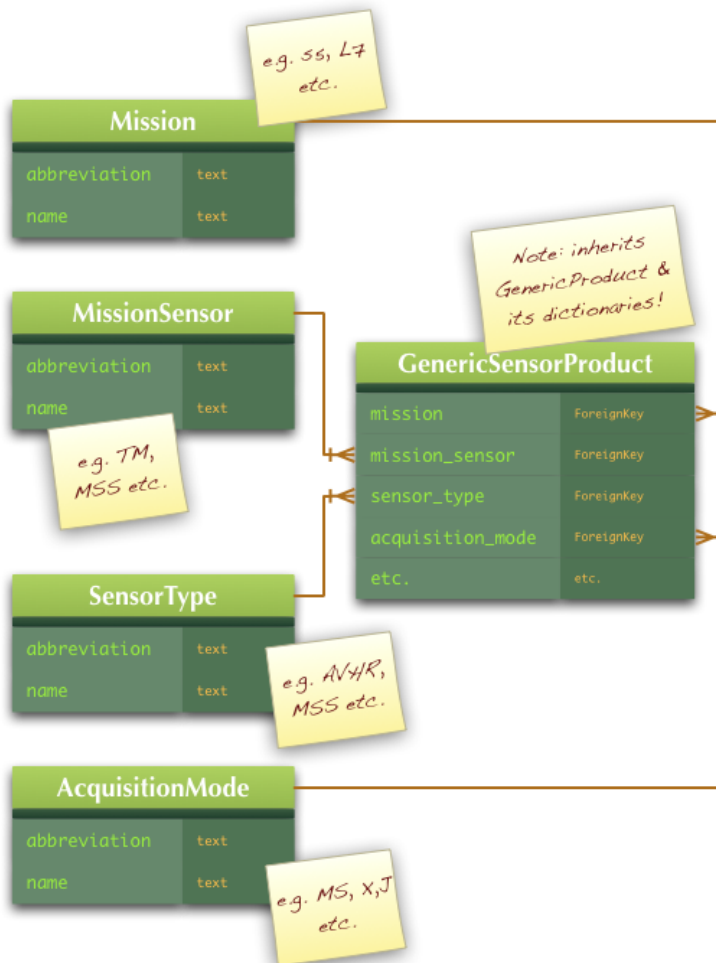 e.g. S5, L7
etc.
Mission
abbreviation text
name text
Note: inherits
GenericProduct &
its dictionaries!
MissionSensor
abbreviation text
name text
e.g. TM,
MSS etc.
GenericSensorProduct
mission ForeignKey
mission_sensor ForeignKey
sensor_type ForeignKey
acquisition_mode ForeignKey
etc. etc.
SensorType
abbreviation text
name text
e.g. AVHR,
MSS etc.
AcquisitionMode
abbreviation text
name text
e.g. MS, X,J
etc.